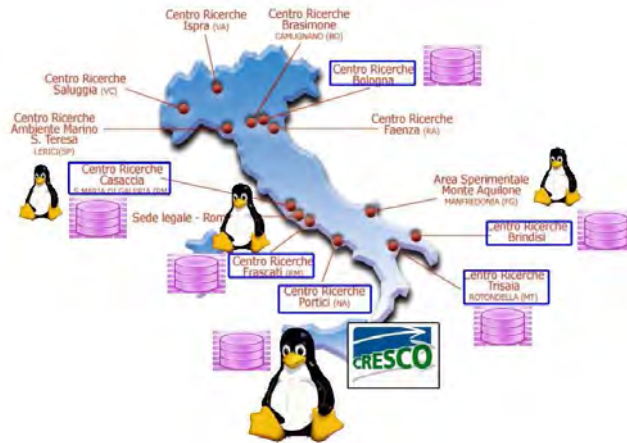 Centro Ricerche
Ispra (VA)
Centro Ricerche
Brasimone
CAMUGNANO (BO)
Centro Ricerche
Bologna
Centro Ricerche
Saluggia (VC)
Centro Ricerche
Ambiente Marino
S. Teresa
LERICI(SP)
Centro Ricerche
Faenza (RA)
Centro Ricerche
Casaccia
Area Sperimentale
Monte Aquilone
MANFREDONIA (FG)
Sede legale - Rom
Centro Ricerche
Brindisi
Centro Ricerche
Frascati (RM)
Centro Ricerche
Portici (NA)
Centro Ricerche
Trisaia
ROTONDELLA (MT)
CRESCO